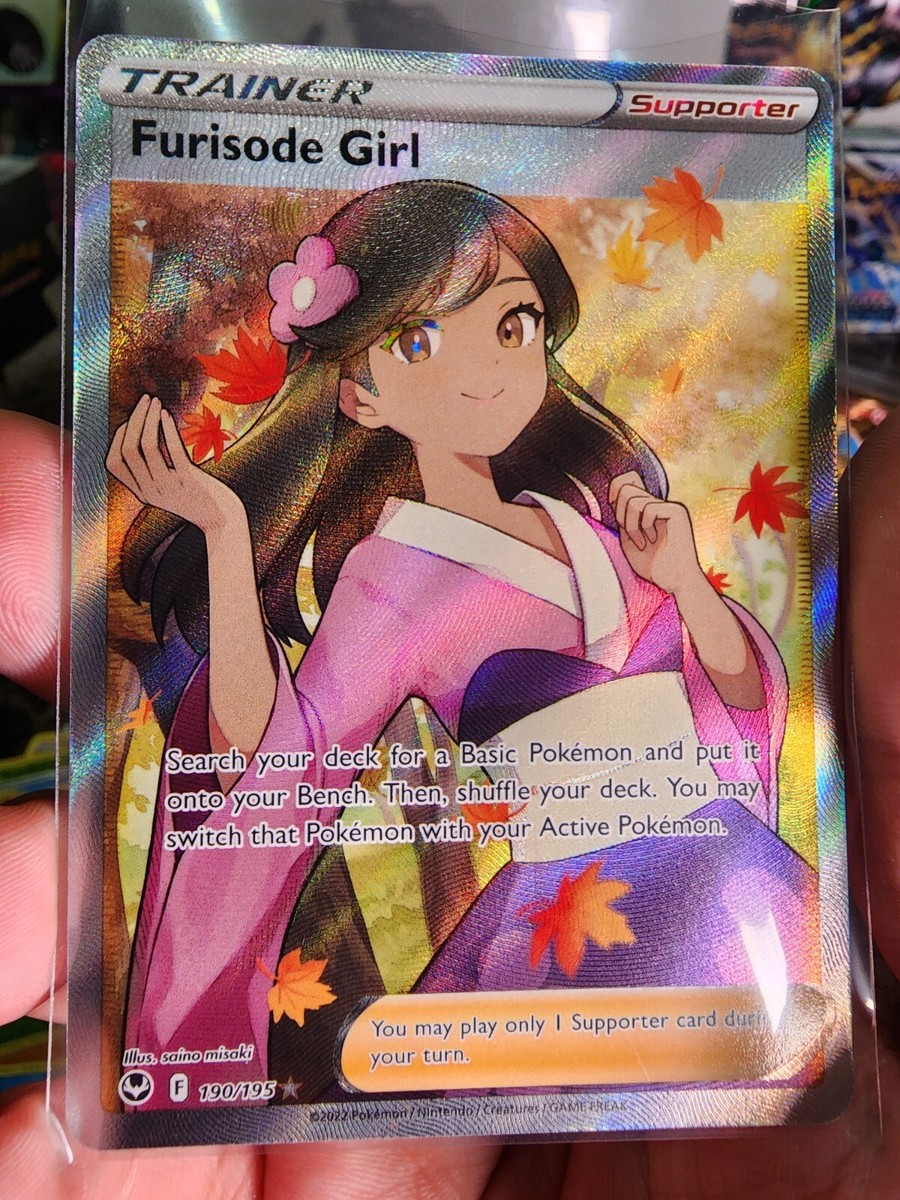 TRAINER
Supporter
Furisode Girl
Search your deck for a Basic Pokémon and put it
onto your Bench. Then, shuffle your deck. You may
switch that Pokémon with your Active Pokémon.
You may play only 1 Supporter card during
your turn.
Illus. saino misaki
F 190/195
©2022 Pokémon / Nintendo / Creatures / GAME FREAK